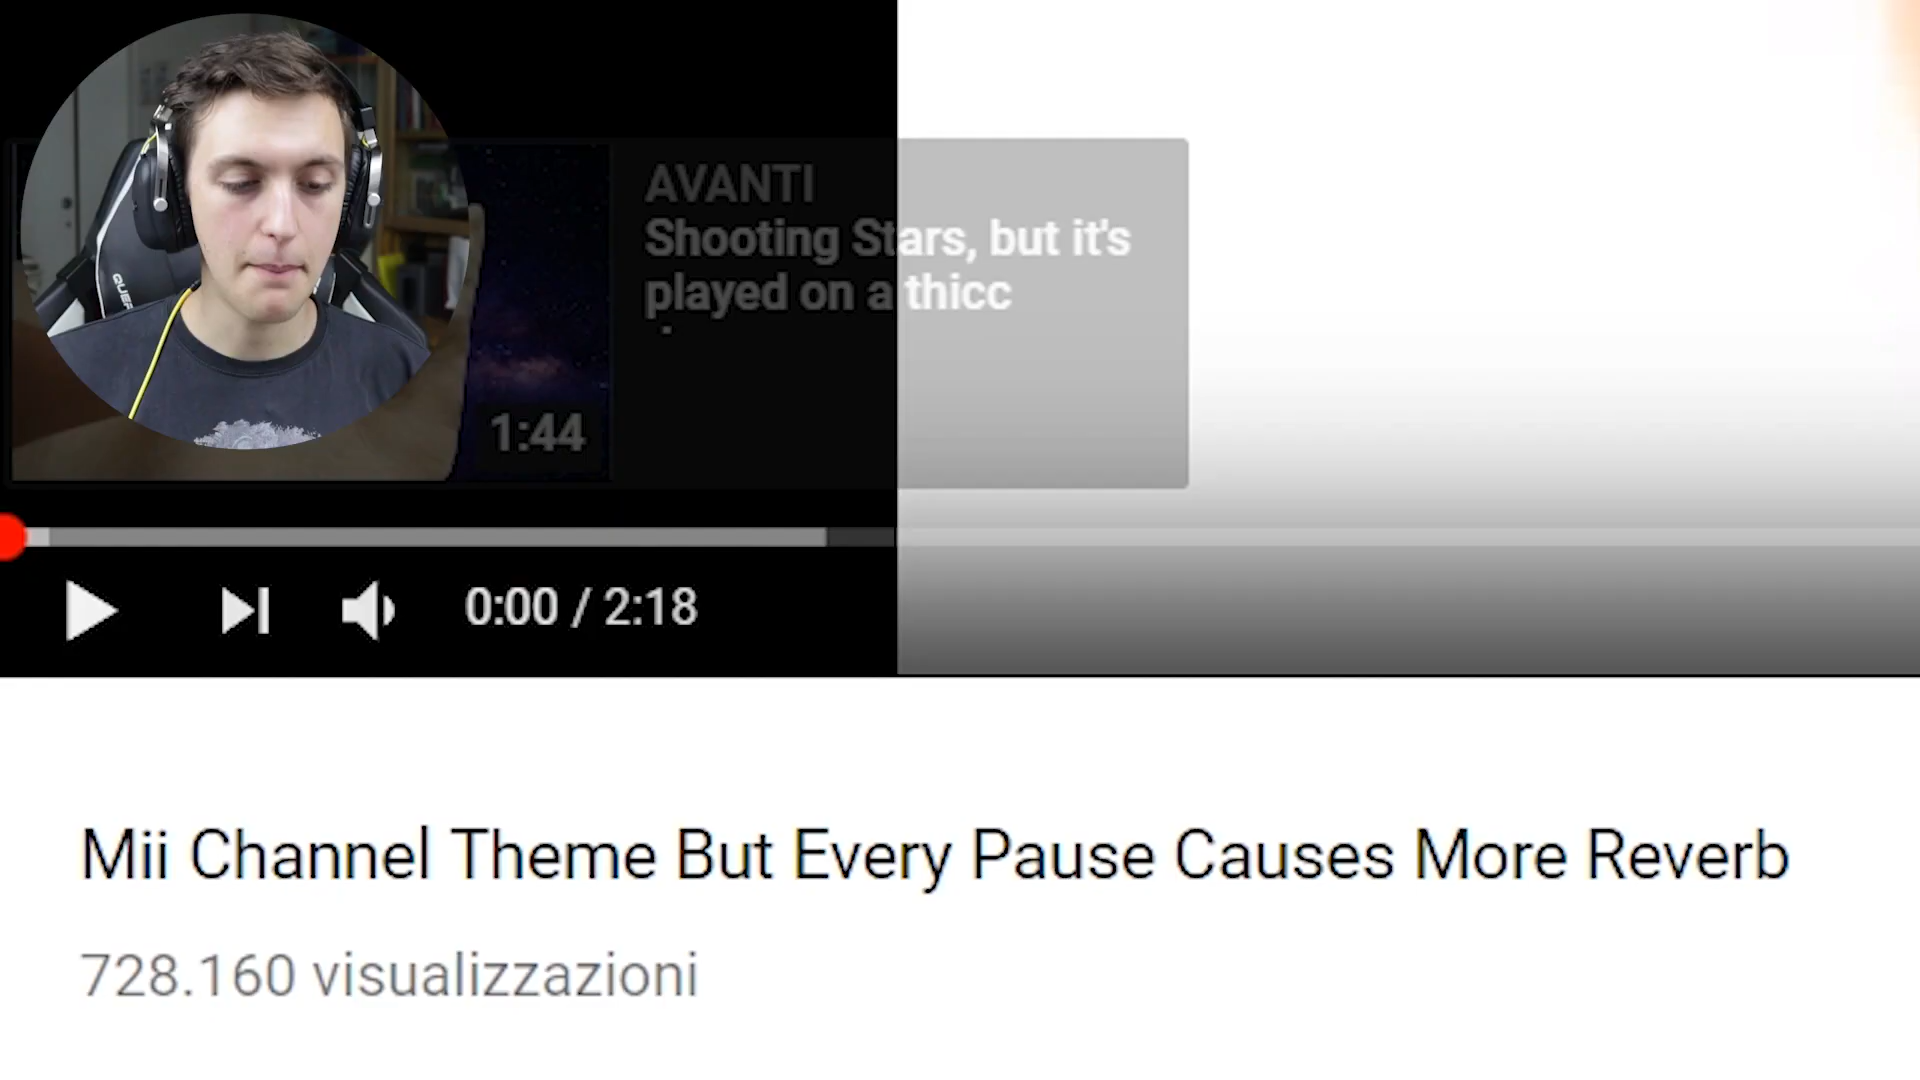 AVANTI
Shooting Stars, but it's
played on a thicc
1:44
0:00 / 2:18
Mii Channel Theme But Every Pause Causes More Reverb
728.160 visualizzazioni